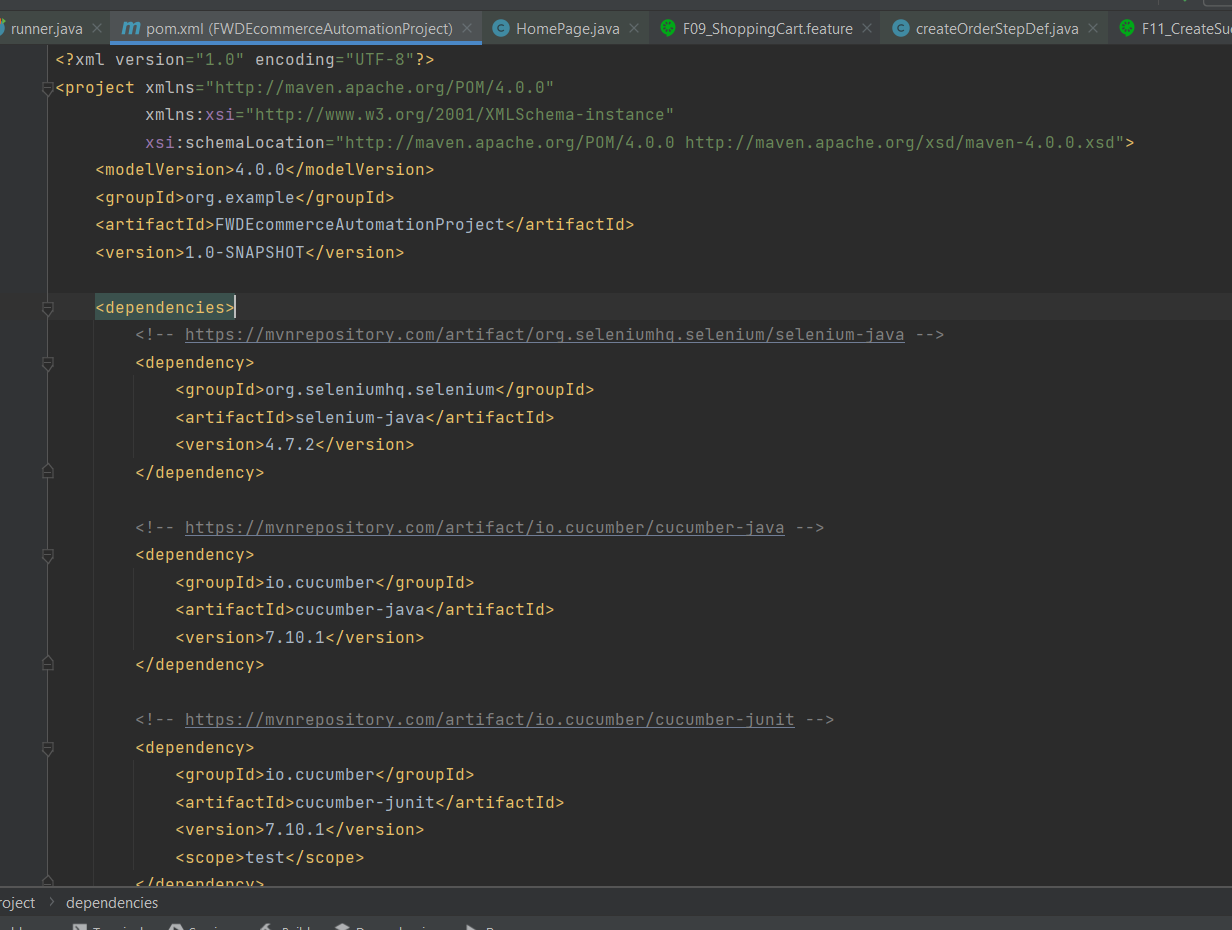 runner.java
pom.xml (FWDEcommerceAutomationProject)
HomePage.java
F09_ShoppingCart.feature
createOrderStepDef.java
<?xml version="1.0" encoding="UTF-8"?>
<project xmlns="http://maven.apache.org/POM/4.0.0"
xmlns:xsi="http://www.w3.org/2001/XMLSchema-instance"
xsi:schemaLocation="http://maven.apache.org/POM/4.0.0 http://maven.apache.org/xsd/maven-4.0.0.xsd">
<modelVersion>4.0.0</modelVersion>
<groupId>org.example</groupId>
<artifactId>FWDEcommerceAutomationProject</artifactId>
<version>1.0-SNAPSHOT</version>
<dependencies>
<!-- https://mvnrepository.com/artifact/org.seleniumhq.selenium/selenium-java -->
<dependency>
<groupId>org.seleniumhq.selenium</groupId>
<artifactId>selenium-java</artifactId>
<version>4.7.2</version>
</dependency>
<!-- https://mvnrepository.com/artifact/io.cucumber/cucumber-java -->
<dependency>
<groupId>io.cucumber</groupId>
<artifactId>cucumber-java</artifactId>
<version>7.10.1</version>
</dependency>
<!-- https://mvnrepository.com/artifact/io.cucumber/cucumber-junit -->
<dependency>
<groupId>io.cucumber</groupId>
<artifactId>cucumber-junit</artifactId>
<version>7.10.1</version>
<scope>test</scope>
</dependency>
roject › dependencies